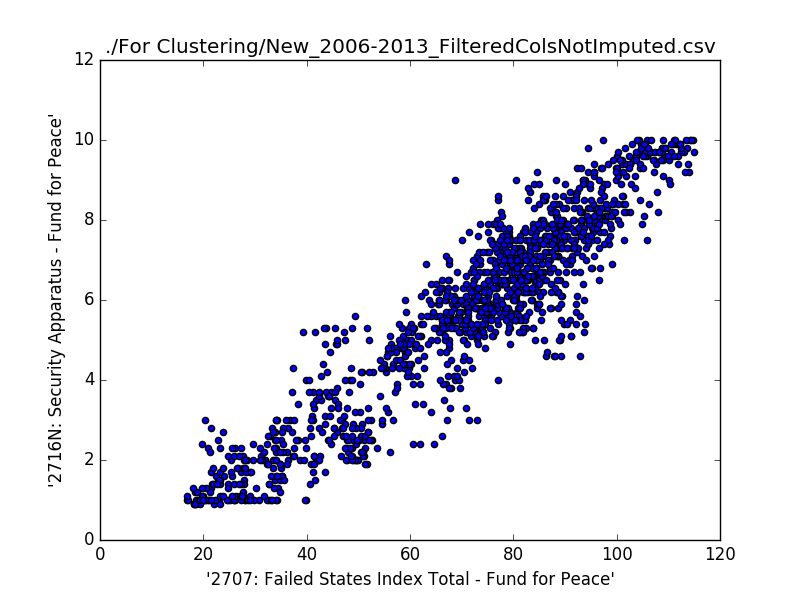 ./For Clustering/New_2006-2013_FilteredColsNotImputed.csv
12
10
8
6
4
2
0
'2716N: Security Apparatus - Fund for Peace'
0 20 40 60 80 100 120
'2707: Failed States Index Total - Fund for Peace'